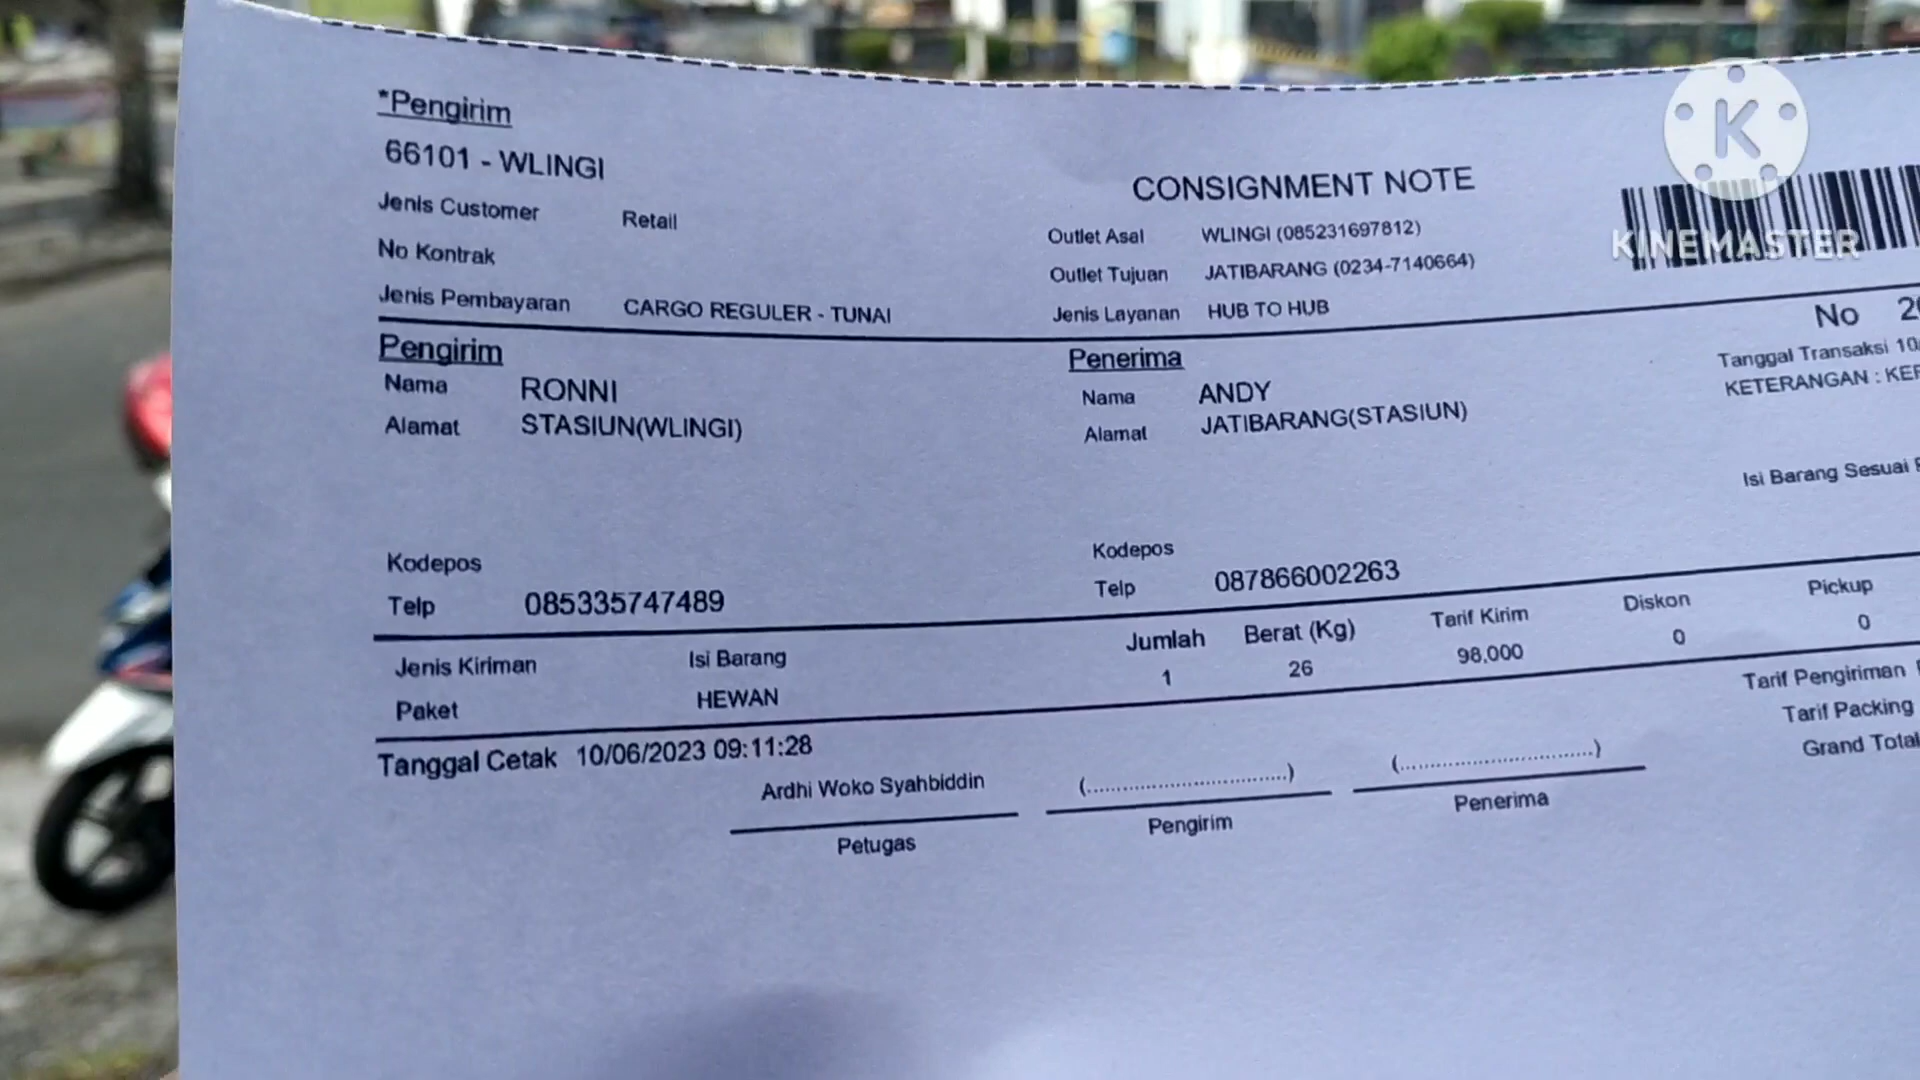 *Pengirim
66101 - WLINGI
Jenis Customer Retail
No Kontrak
Jenis Pembayaran CARGO REGULER - TUNAI
CONSIGNMENT NOTE
Outlet Asal WLINGI (085231697812)
Outlet Tujuan JATIBARANG (0234-7140664)
Jenis Layanan HUB TO HUB
K
KINEMASTER
Pengirim
Nama RONNI
Alamat STASIUN(WLINGI)
Kodepos
Telp 085335747489
Penerima
Nama ANDY
Alamat JATIBARANG(STASIUN)
Kodepos
Telp 087866002263
No
Tanggal Transaksi 10
KETERANGAN :
Isi Barang Sesuai
Jenis Kiriman Isi Barang Jumlah Berat (Kg) Tarif Kirim Diskon Pickup
Paket HEWAN 1 26 98,000 0 0
Tarif Pengiriman
Tarif Packing
Grand Total
Tanggal Cetak 10/06/2023 09:11:28
Ardhi Woko Syahbiddin (..............................) (..............................)
Petugas Pengirim Penerima